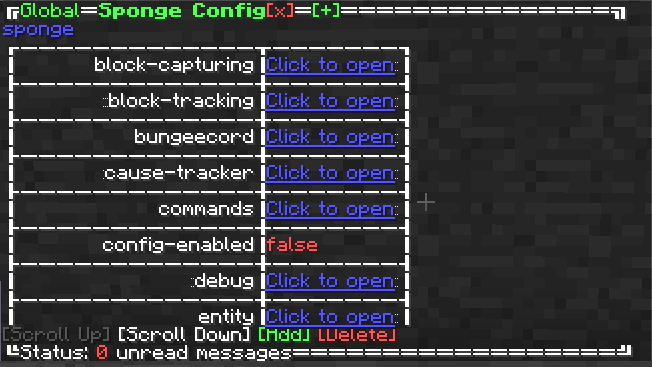 Global Sponge Config[x] [+]
sponge
block-capturing Click to open
block-tracking Click to open
bungeecord Click to open
cause-tracker Click to open
commands Click to open
config-enabled false
debug Click to open
entity Click to open
[Scroll Up] [Scroll Down] [Add] [Delete]
Status: 0 unread messages